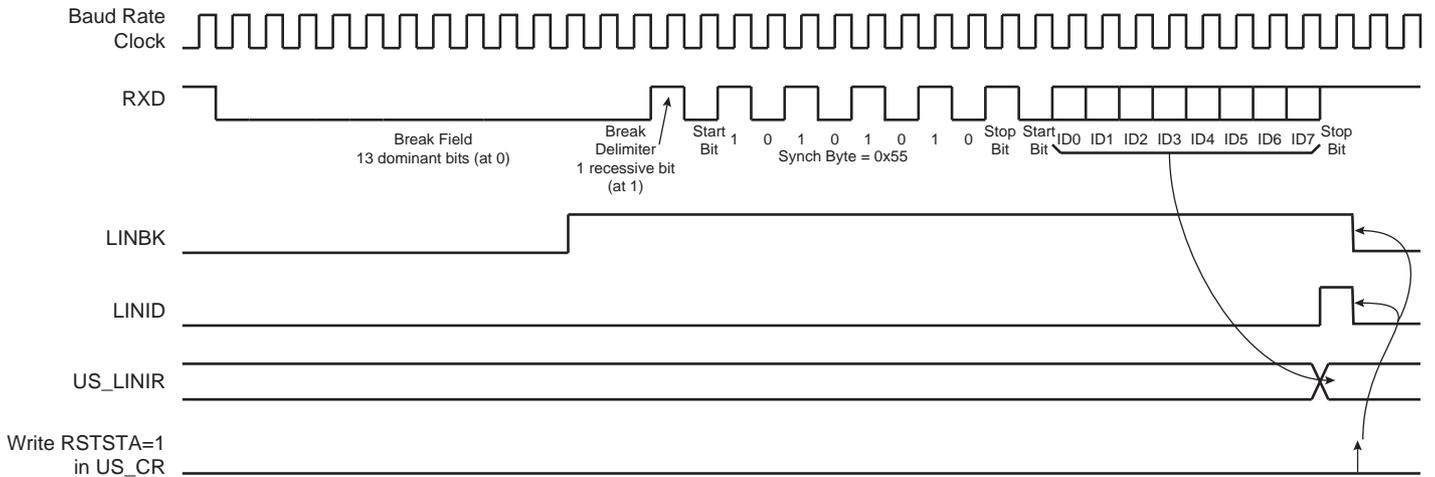 Baud Rate
Clock
RXD
Break Field
13 dominant bits (at 0)
Break
Delimiter
1 recessive bit
(at 1)
Start
Bit
1 0 1 0 1 0 1 0
Synch Byte = 0x55
Stop
Bit
Start
Bit
ID0 ID1 ID2 ID3 ID4 ID5 ID6 ID7
Stop
Bit
LINBK
LINID
US_LINIR
Write RSTSTA=1
in US_CR